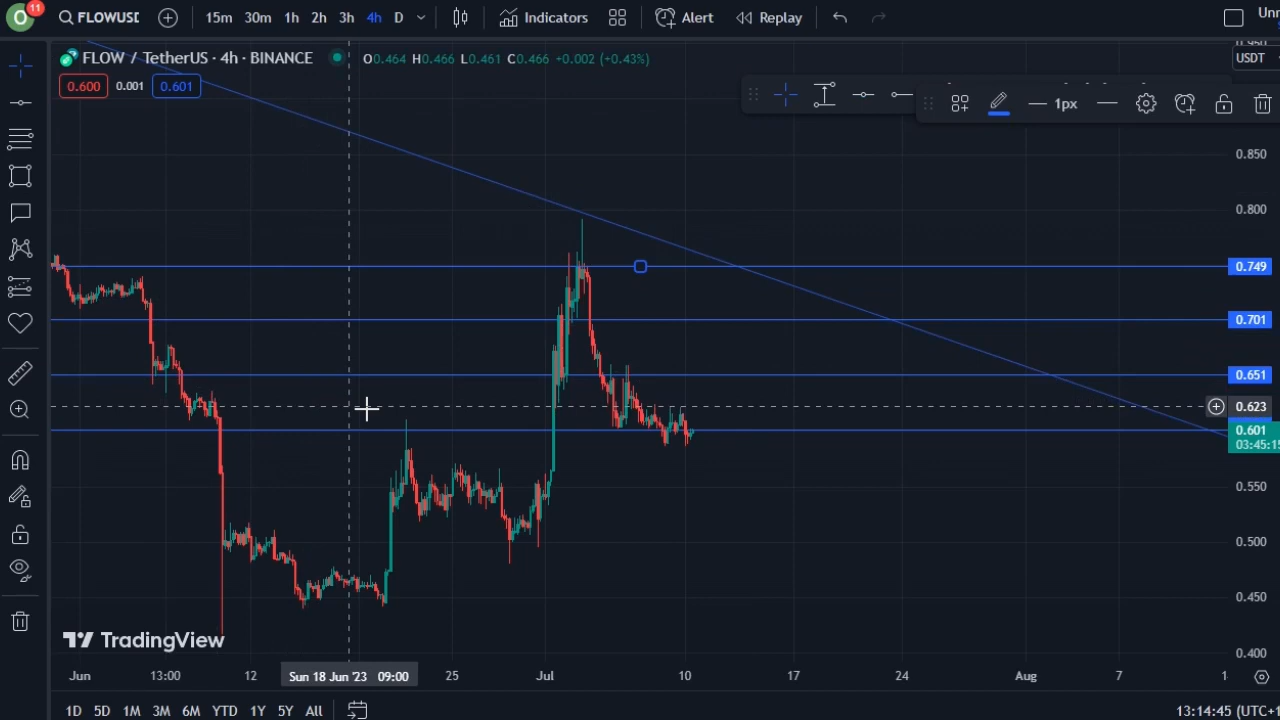 11
FLOWUSI
15m 30m 1h 2h 3h 4h D
Indicators
Alert
Replay
FLOW / TetherUS · 4h · BINANCE
O0.464 H0.466 L0.461 C0.466 +0.002 (+0.43%)
0.600 0.001 0.601
USDT
1px
0.850
0.800
0.749
0.701
0.651
0.623
0.601
03:45:15
0.550
0.500
0.450
0.400
TradingView
Jun 13:00 12 Sun 18 Jun '23 09:00 25 Jul 10 17 24 Aug 7 1
1D 5D 1M 3M 6M YTD 1Y 5Y All
13:14:45 (UTC+1